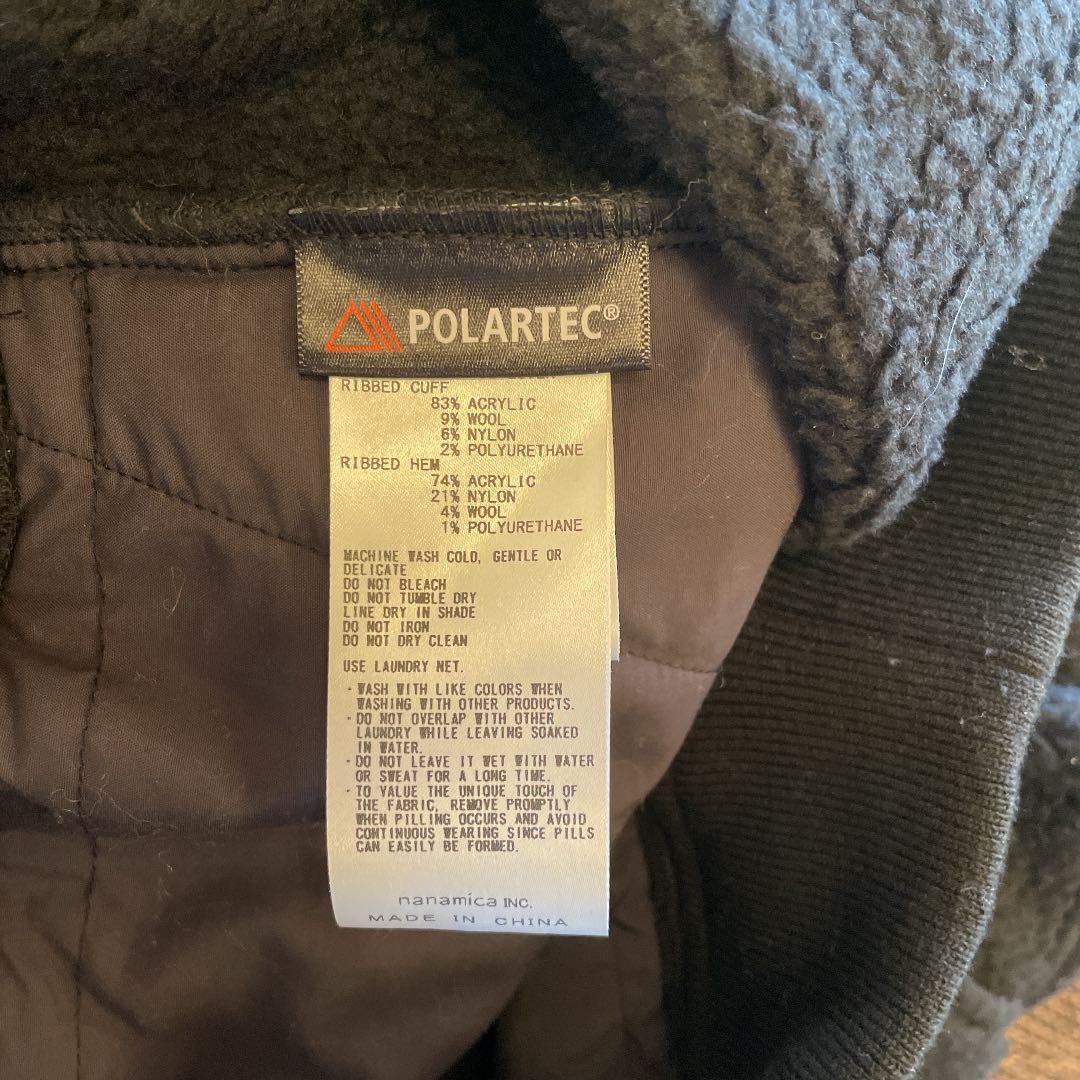 POLARTEC®
RIBBED CUFF
83% ACRYLIC
9% WOOL
6% NYLON
2% POLYURETHANE
RIBBED HEM
74% ACRYLIC
21% NYLON
4% WOOL
1% POLYURETHANE
MACHINE WASH COLD, GENTLE OR
DELICATE
DO NOT BLEACH
DO NOT TUMBLE DRY
LINE DRY IN SHADE
DO NOT IRON
DO NOT DRY CLEAN
USE LAUNDRY NET.
・WASH WITH LIKE COLORS WHEN
WASHING WITH OTHER PRODUCTS.
・DO NOT OVERLAP WITH OTHER
LAUNDRY WHILE LEAVING SOAKED
IN WATER.
・DO NOT LEAVE IT WET WITH WATER
OR SWEAT FOR A LONG TIME.
・TO VALUE THE UNIQUE TOUCH OF
THE FABRIC, REMOVE PROMPTLY
WHEN PILLING OCCURS AND AVOID
CONTINUOUS WEARING SINCE PILLS
CAN EASILY BE FORMED.
nanamica INC.
MADE IN CHINA